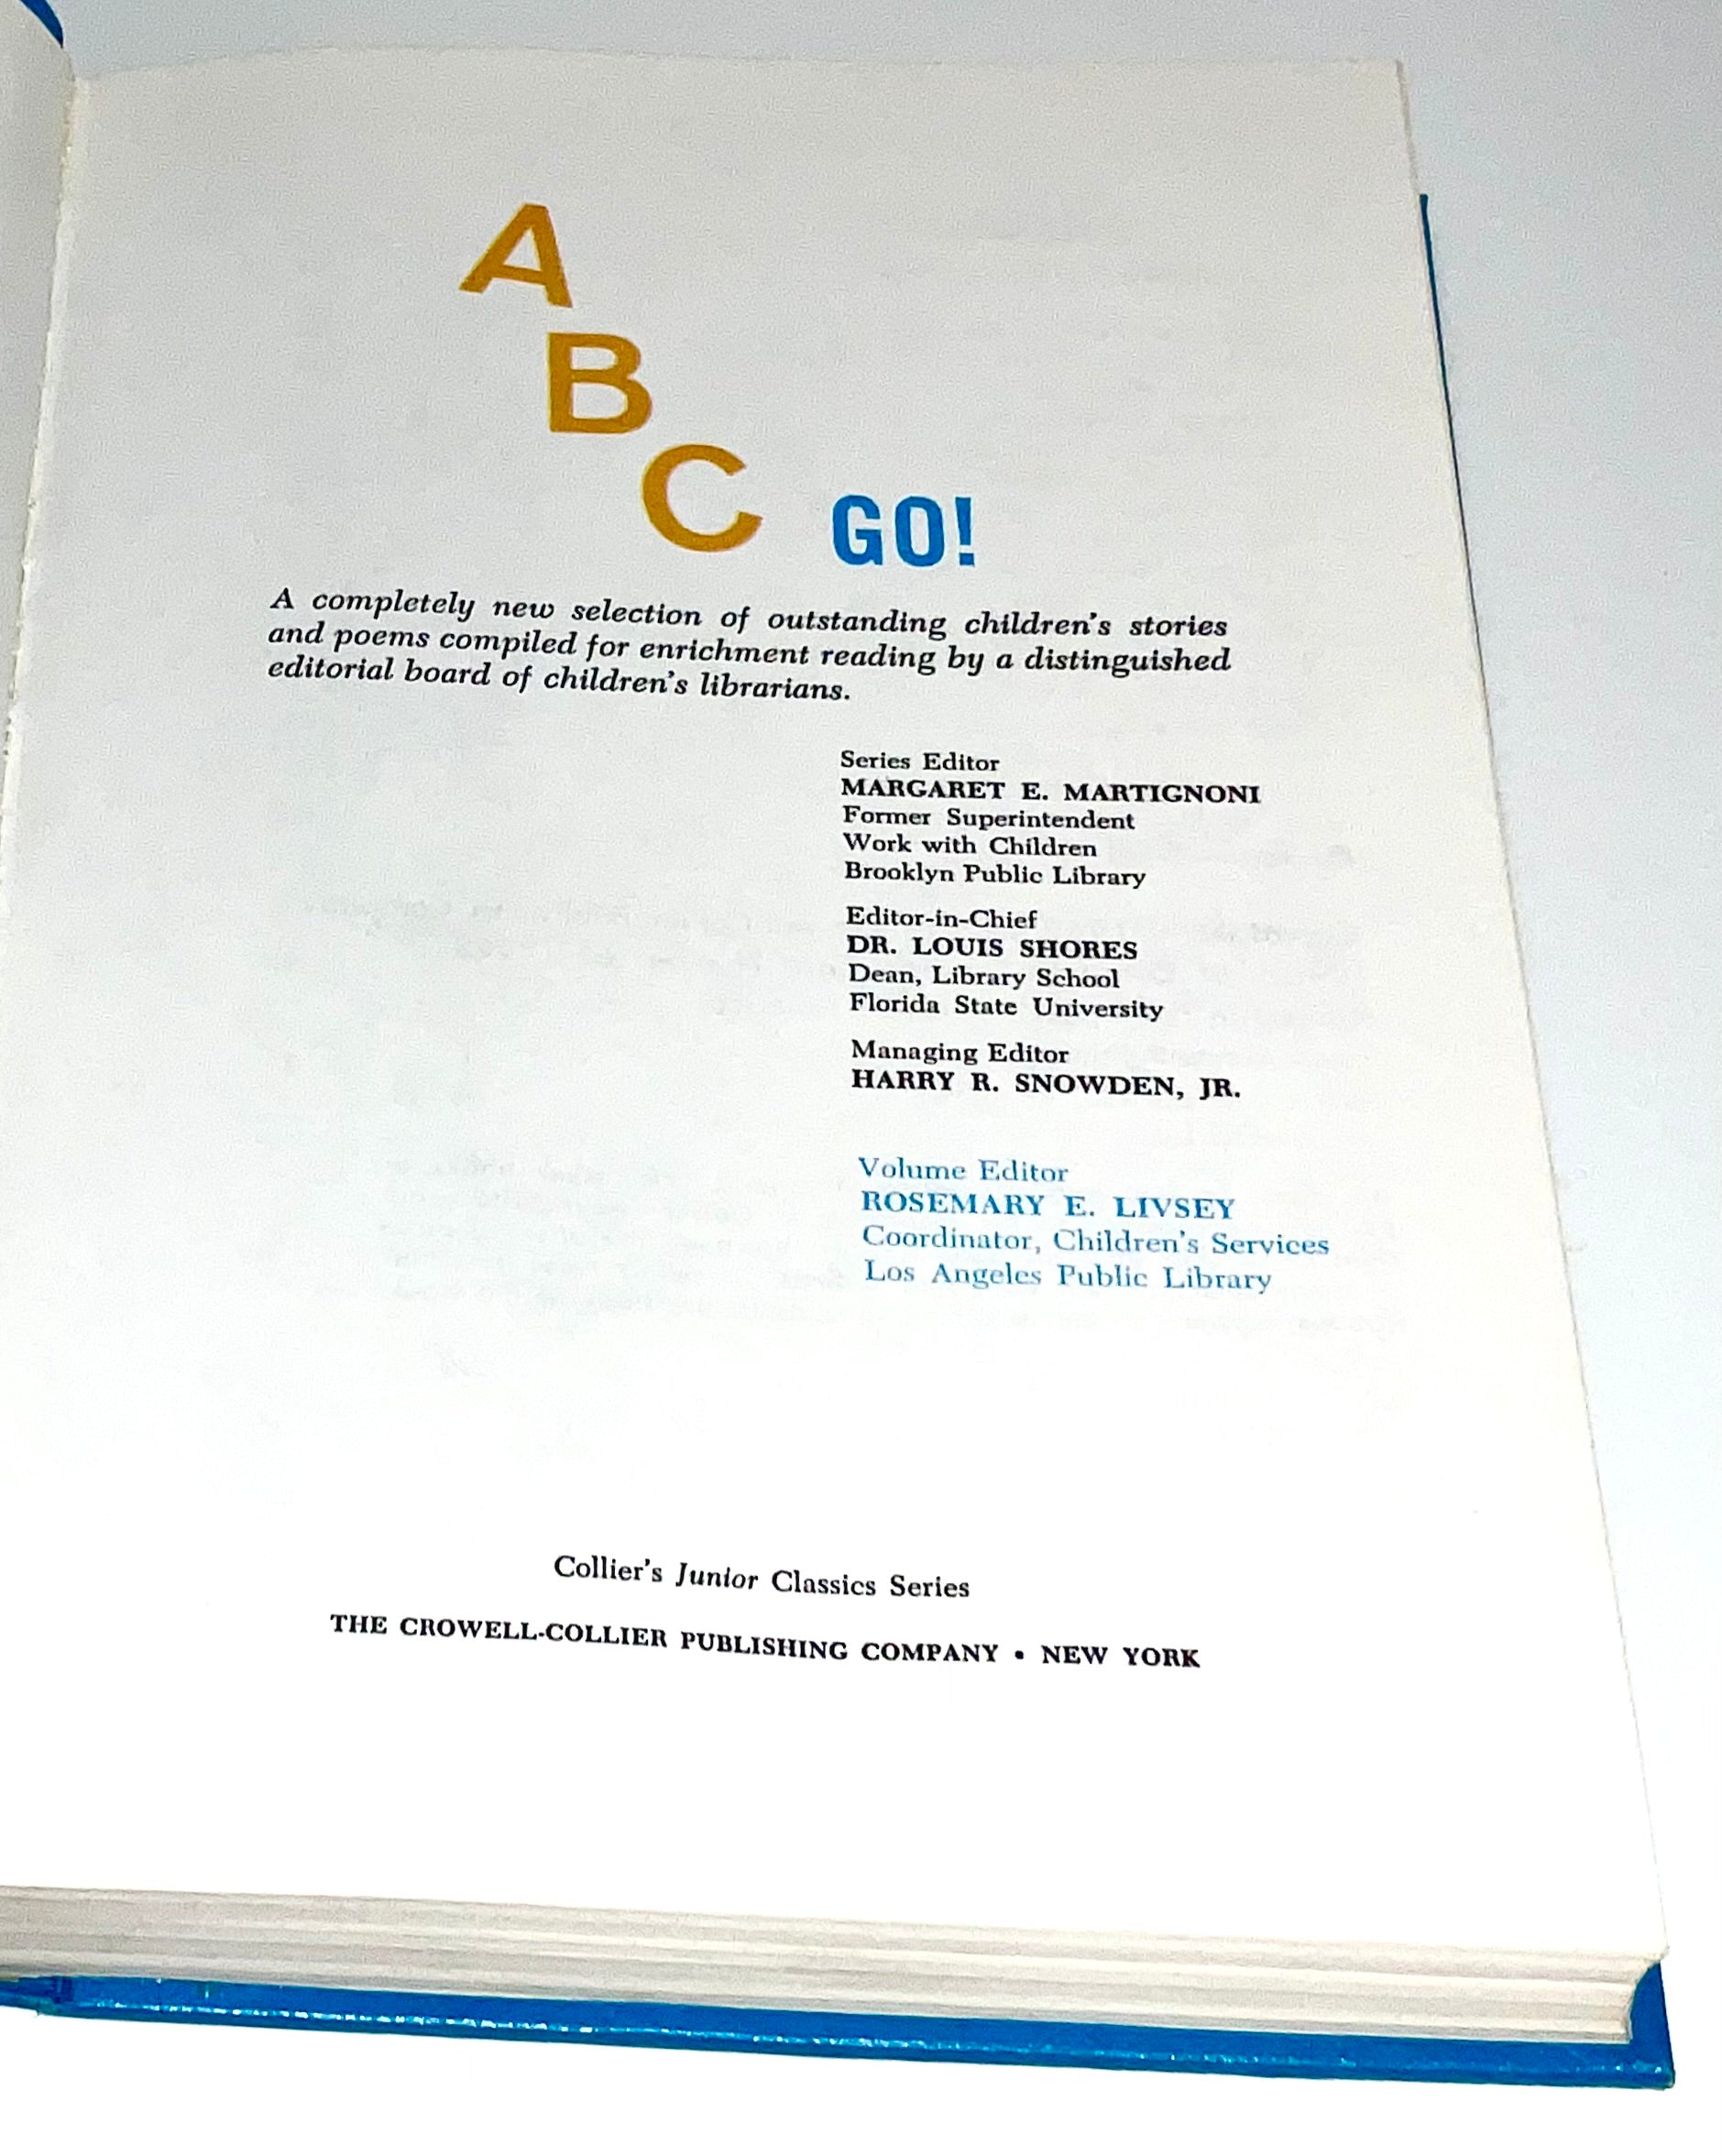 A
B
C GO!
A completely new selection of outstanding children's stories
and poems compiled for enrichment reading by a distinguished
editorial board of children's librarians.
Series Editor
MARGARET E. MARTIGNONI
Former Superintendent
Work with Children
Brooklyn Public Library
Editor-in-Chief
DR. LOUIS SHORES
Dean, Library School
Florida State University
Managing Editor
HARRY R. SNOWDEN, JR.
Volume Editor
ROSEMARY E. LIVSEY
Coordinator, Children's Services
Los Angeles Public Library
Collier's Junior Classics Series
THE CROWELL-COLLIER PUBLISHING COMPANY • NEW YORK